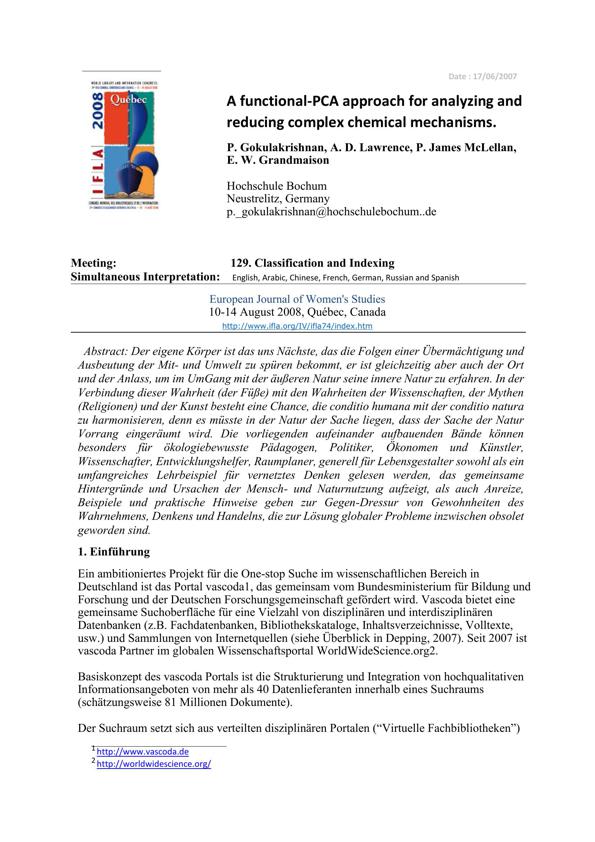 Date : 17/06/2007
WORLD LIBRARY AND INFORMATION CONGRESS:
IFLA
2008
Québec
A functional-PCA approach for analyzing and
reducing complex chemical mechanisms.
P. Gokulakrishnan, A. D. Lawrence, P. James McLellan,
E. W. Grandmaison
Hochschule Bochum
Neustrelitz, Germany
p._gokulakrishnan@hochschulebochum..de
Meeting: 129. Classification and Indexing
Simultaneous Interpretation: English, Arabic, Chinese, French, German, Russian and Spanish
European Journal of Women's Studies
10-14 August 2008, Québec, Canada
http://www.ifla.org/IV/ifla74/index.htm
Abstract: Der eigene Körper ist das uns Nächste, das die Folgen einer Übermächtigung und
Ausbeutung der Mit- und Umwelt zu spüren bekommt, er ist gleichzeitig aber auch der Ort
und der Anlass, um im UmGang mit der äußeren Natur seine innere Natur zu erfahren. In der
Verbindung dieser Wahrheit (der Füße) mit den Wahrheiten der Wissenschaften, der Mythen
(Religionen) und der Kunst besteht eine Chance, die conditio humana mit der conditio natura
zu harmonisieren, denn es müsste in der Natur der Sache liegen, dass der Sache der Natur
Vorrang eingeräumt wird. Die vorliegenden aufeinander aufbauenden Bände können
besonders für ökologiebewusste Pädagogen, Politiker, Ökonomen und Künstler,
Wissenschafter, Entwicklungshelfer, Raumplaner, generell für Lebensgestalter sowohl als ein
umfangreiches Lehrbeispiel für vernetztes Denken gelesen werden, das gemeinsame
Hintergründe und Ursachen der Mensch- und Naturnutzung aufzeigt, als auch Anreize,
Beispiele und praktische Hinweise geben zur Gegen-Dressur von Gewohnheiten des
Wahrnehmens, Denkens und Handelns, die zur Lösung globaler Probleme inzwischen obsolet
geworden sind.
1. Einführung
Ein ambitioniertes Projekt für die One-stop Suche im wissenschaftlichen Bereich in
Deutschland ist das Portal vascoda1, das gemeinsam vom Bundesministerium für Bildung und
Forschung und der Deutschen Forschungsgemeinschaft gefördert wird. Vascoda bietet eine
gemeinsame Suchoberfläche für eine Vielzahl von disziplinären und interdisziplinären
Datenbanken (z.B. Fachdatenbanken, Bibliothekskataloge, Inhaltsverzeichnisse, Volltexte,
usw.) und Sammlungen von Internetquellen (siehe Überblick in Depping, 2007). Seit 2007 ist
vascoda Partner im globalen Wissenschaftsportal WorldWideScience.org2.
Basiskonzept des vascoda Portals ist die Strukturierung und Integration von hochqualitativen
Informationsangeboten von mehr als 40 Datenlieferanten innerhalb eines Suchraums
(schätzungsweise 81 Millionen Dokumente).
Der Suchraum setzt sich aus verteilten disziplinären Portalen (“Virtuelle Fachbibliotheken”)
1 http://www.vascoda.de
2 http://worldwidescience.org/